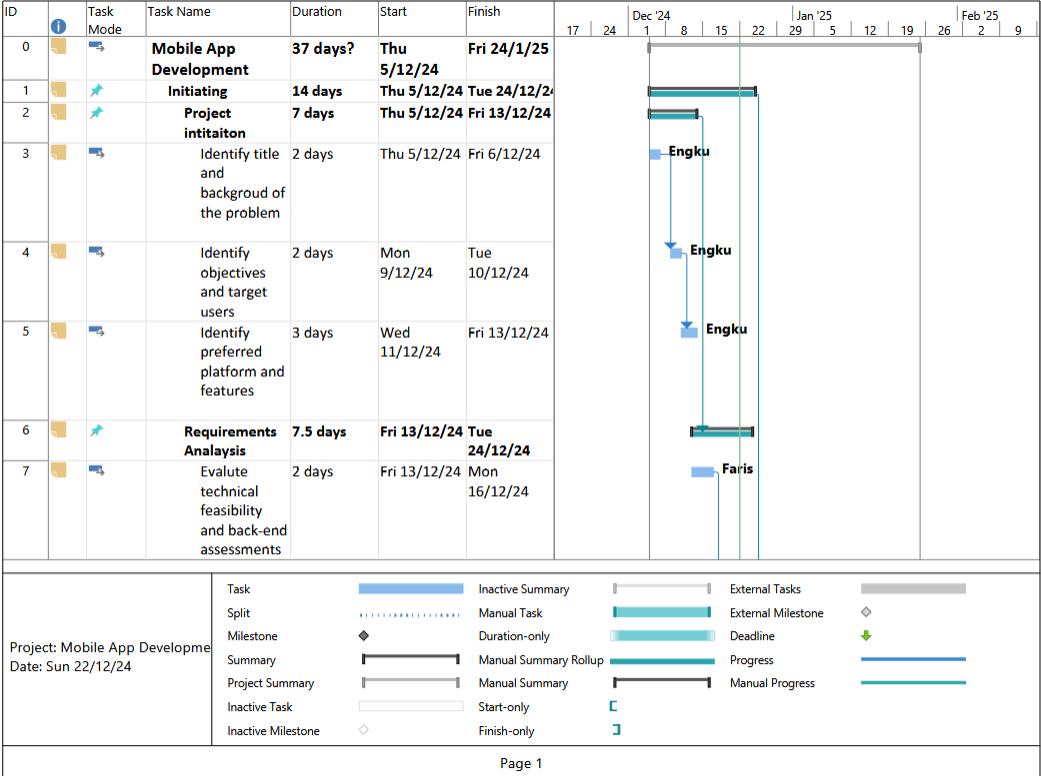 ID Task Mode Task Name Duration Start Finish
Dec '24 Jan '25 Feb '25
17 24 1 8 15 22 29 5 12 19 26 2 9
0 Mobile App Development 37 days? Thu 5/12/24 Fri 24/1/25
1 Initiating 14 days Thu 5/12/24 Tue 24/12/24
2 Project intitaiton 7 days Thu 5/12/24 Fri 13/12/24
3 Identify title and backgroud of the problem 2 days Thu 5/12/24 Fri 6/12/24 Engku
4 Identify objectives and target users 2 days Mon 9/12/24 Tue 10/12/24 Engku
5 Identify preferred platform and features 3 days Wed 11/12/24 Fri 13/12/24 Engku
6 Requirements Analaysis 7.5 days Fri 13/12/24 Tue 24/12/24
7 Evalute technical feasibility and back-end assessments 2 days Fri 13/12/24 Mon 16/12/24 Faris
Project: Mobile App Developme
Date: Sun 22/12/24
Task Inactive Summary External Tasks
Split Manual Task External Milestone
Milestone Duration-only Deadline
Summary Manual Summary Rollup Progress
Project Summary Manual Summary Manual Progress
Inactive Task Start-only
Inactive Milestone Finish-only
Page 1